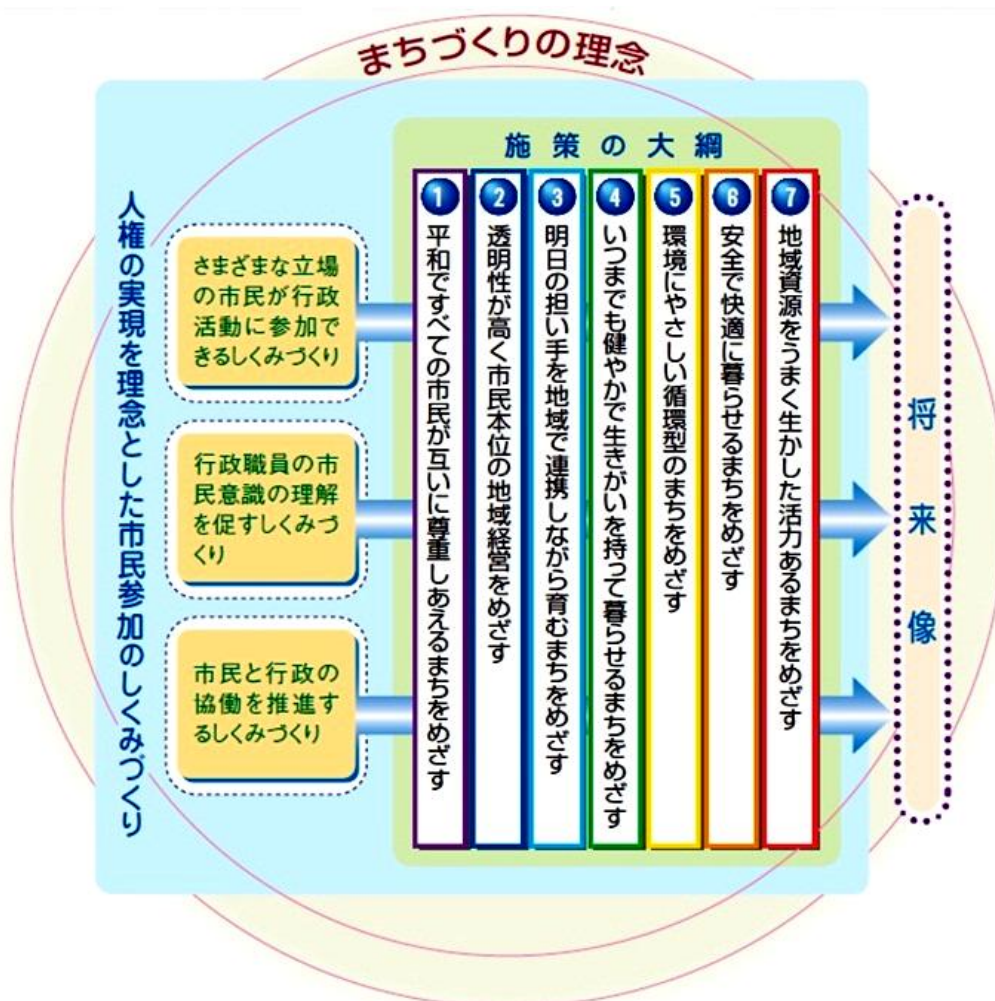 まちづくりの理念
人権の実現を理念とした市民参加のしくみづくり
さまざまな立場
の市民が行政
活動に参加で
きるしくみづくり
行政職員の市
民意識の理解
を促すしくみづ
くり
市民と行政の
協働を推進す
るしくみづくり
施策の大綱
1 平和ですべての市民が互いに尊重しあえるまちをめざす
2 透明性が高く市民本位の地域経営をめざす
3 明日の担い手を地域で連携しながら育むまちをめざす
4 いつまでも健やかで生きがいを持って暮らせるまちをめざす
5 環境にやさしい循環型のまちをめざす
6 安全で快適に暮らせるまちをめざす
7 地域資源をうまく生かした活力あるまちをめざす
将来像